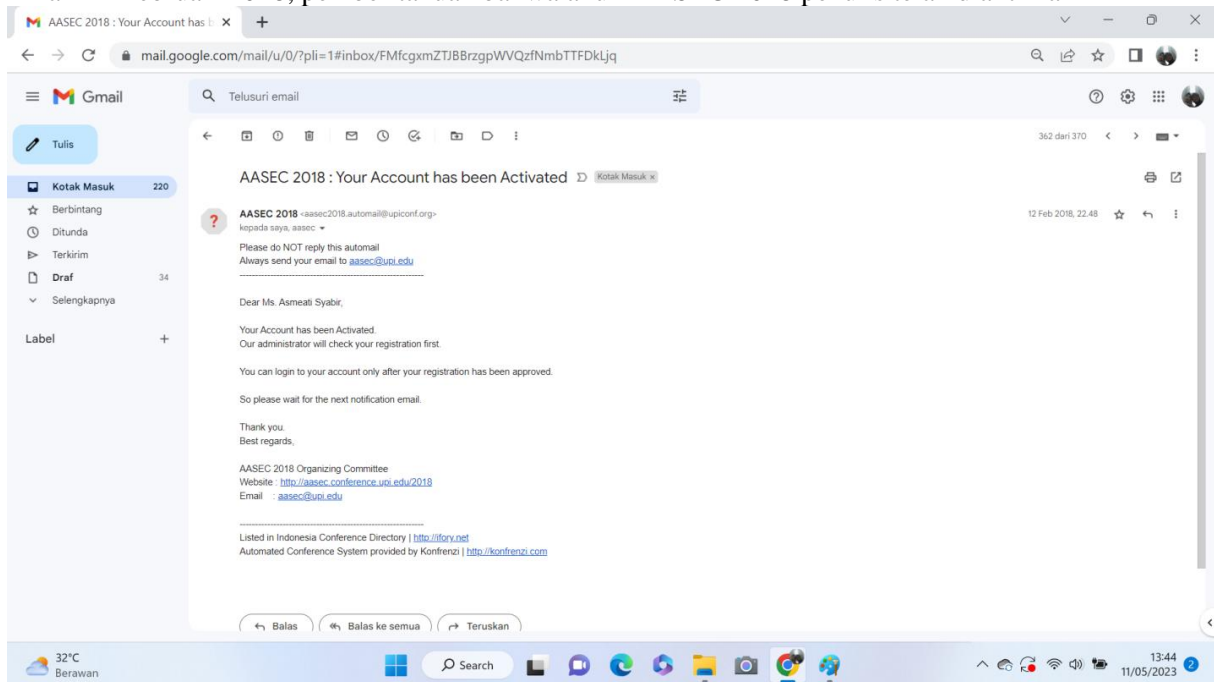 AASEC 2018 : Your Account has
mail.google.com/mail/u/0/?pli=1#inbox/FMfcgxmZTJBBrzgpWVQzfNmbTTFDkLjq
Gmail
Telusuri email
Tulis
362 dari 370
Kotak Masuk 220
Berbintang
Ditunda
Terkirim
Draf 34
Selengkapnya
Label +
AASEC 2018 : Your Account has been Activated Kotak Masuk x
AASEC 2018 <aasec2018.automail@upiconf.org>
12 Feb 2018, 22.48
kepada saya, aasec
Please do NOT reply this automail
Always send your email to aasec@upi.edu
Dear Ms. Asmeati Syabir,
Your Account has been Activated.
Our administrator will check your registration first.
You can login to your account only after your registration has been approved.
So please wait for the next notification email.
Thank you.
Best regards,
AASEC 2018 Organizing Committee
Website : http://aasec.conference.upi.edu/2018
Email : aasec@upi.edu
Listed in Indonesia Conference Directory | http://ifory.net
Automated Conference System provided by Konfrenzi | http://konfrenzi.com
Balas
Balas ke semua
Teruskan
32°C
Berawan
Search
13:44
11/05/2023
2